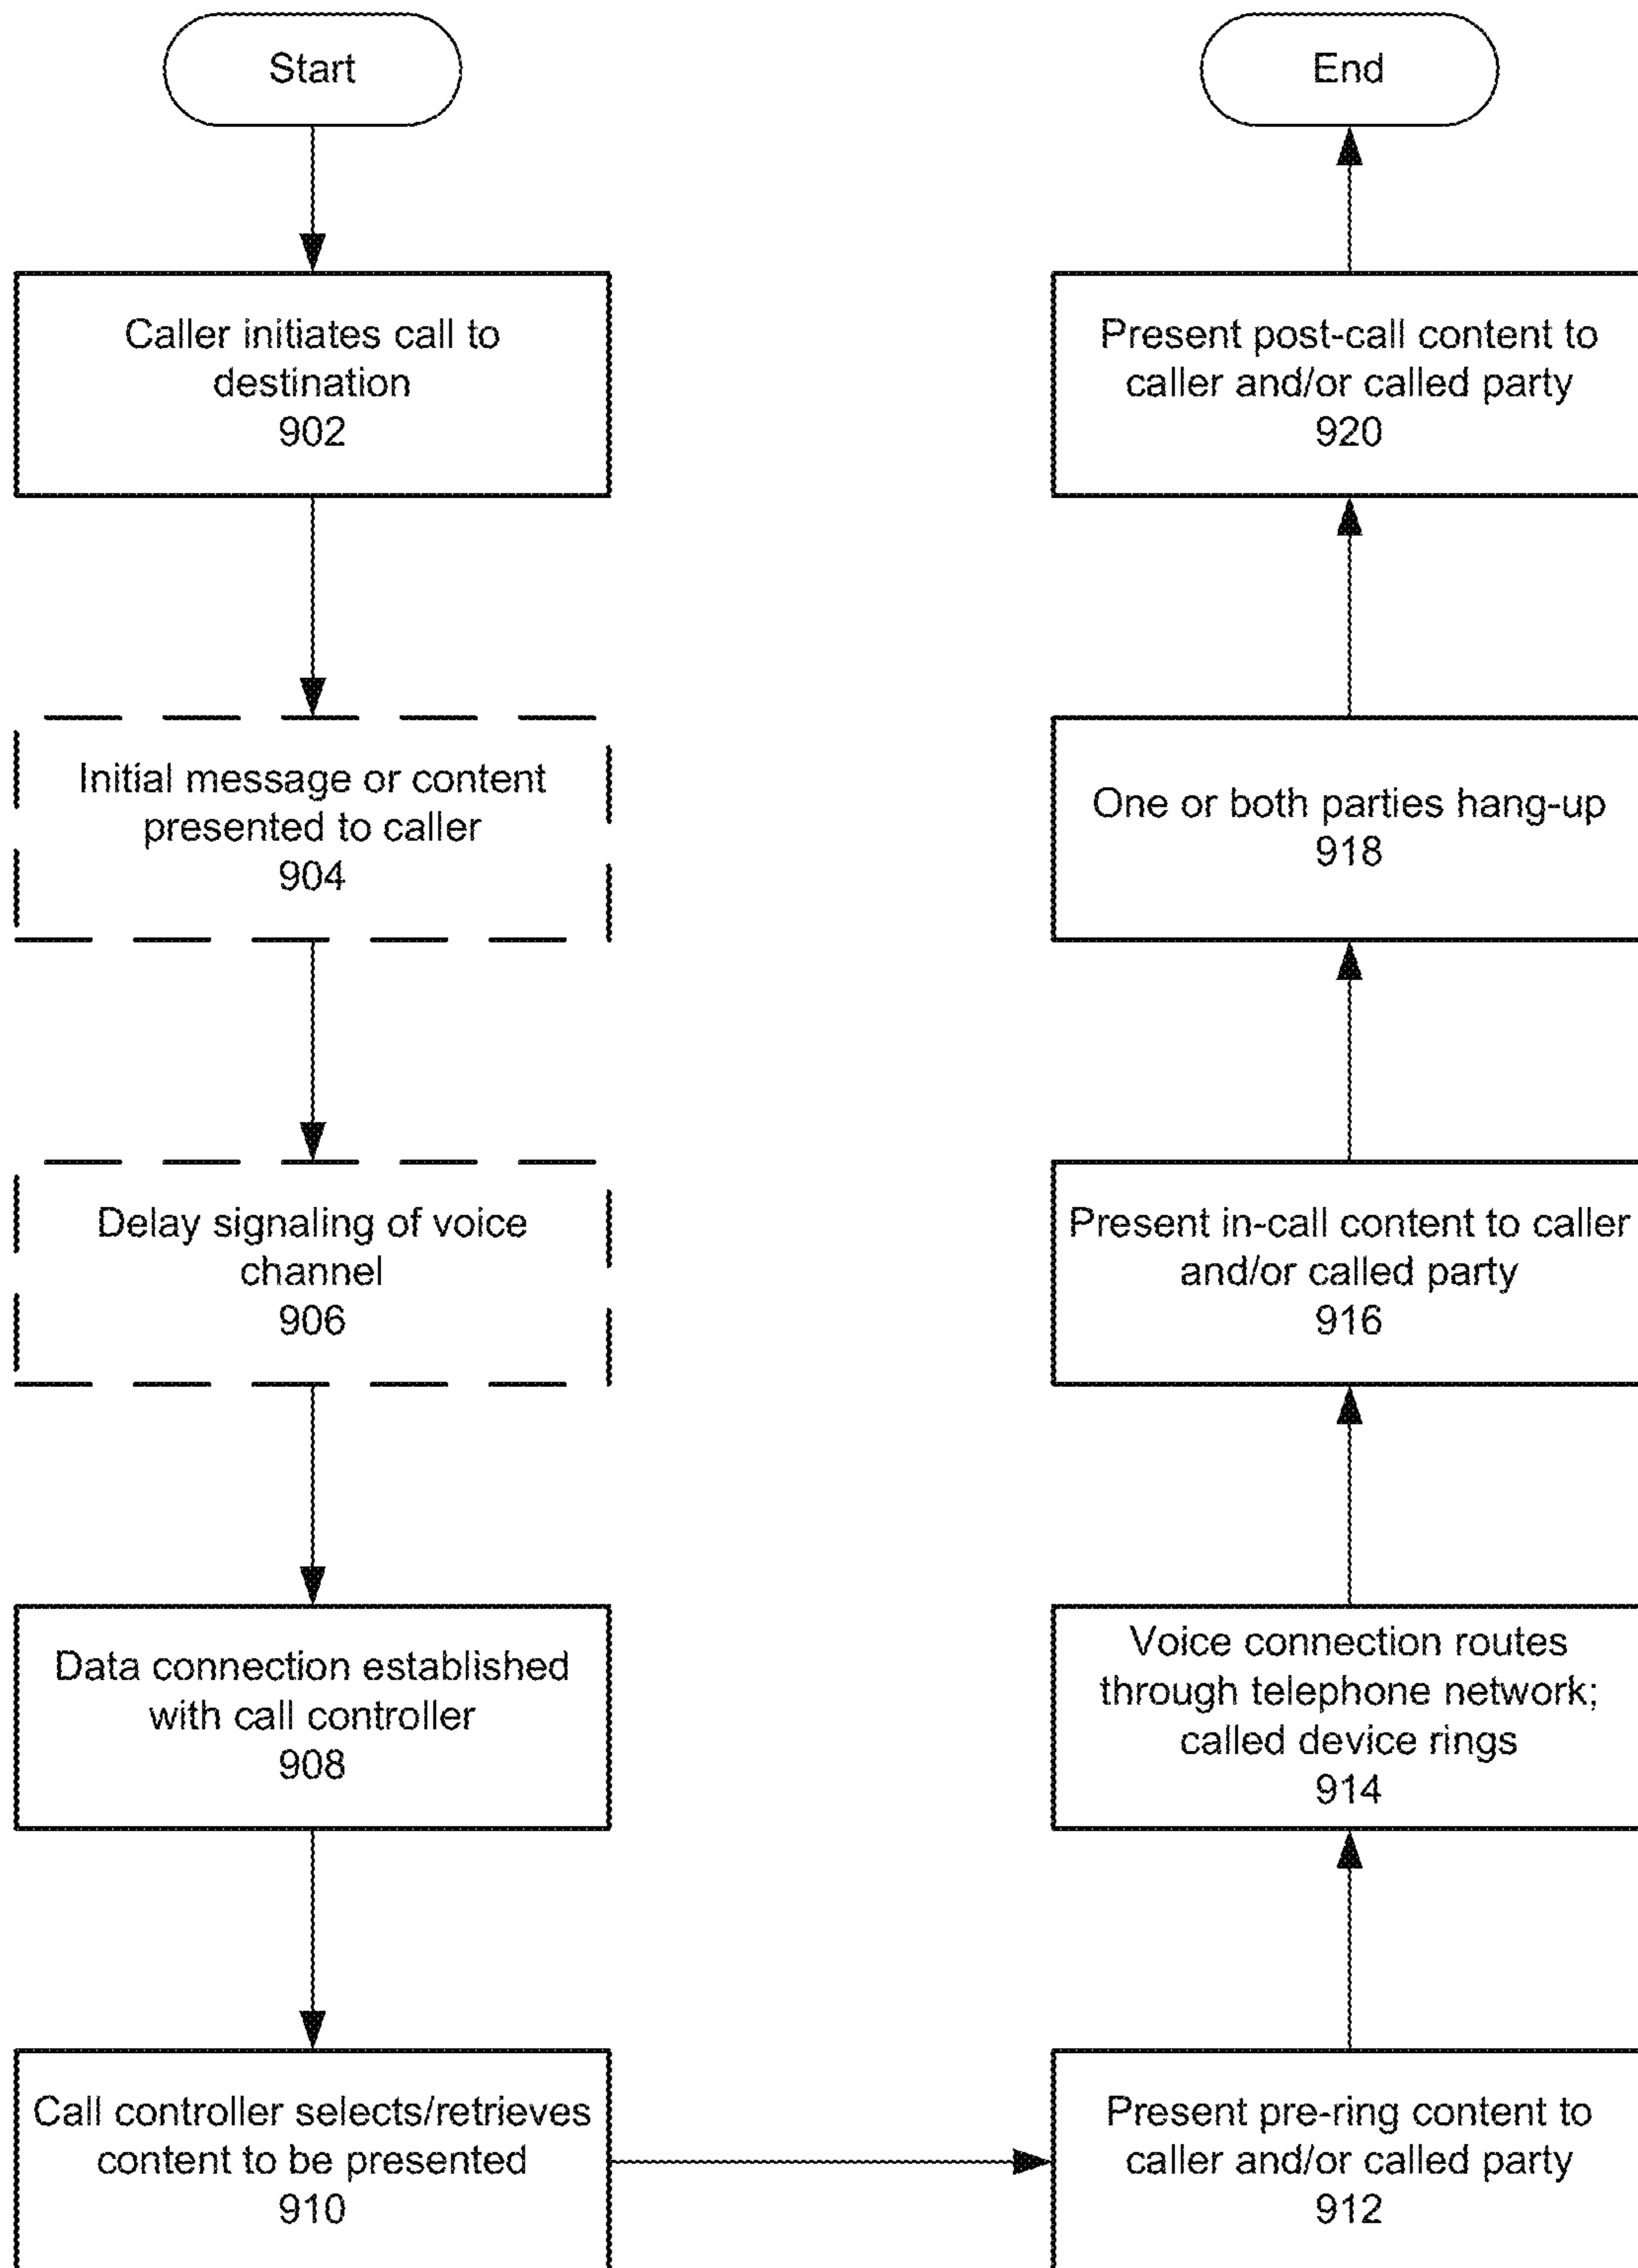 Start
Caller initiates call to
destination
902
Initial message or content
presented to caller
904
Delay signaling of voice
channel
906
Data connection established
with call controller
908
Call controller selects/retrieves
content to be presented
910
Present pre-ring content to
caller and/or called party
912
Voice connection routes
through telephone network;
called device rings
914
Present in-call content to caller
and/or called party
916
One or both parties hang-up
918
Present post-call content to
caller and/or called party
920
End